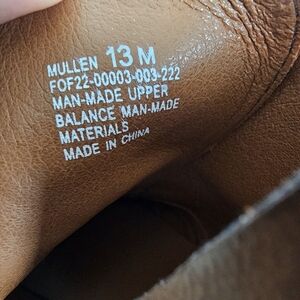 MULLEN 13 M
FOF22-00003-003-222
MAN-MADE UPPER
BALANCE MAN-MADE
MATERIALS
MADE IN CHINA